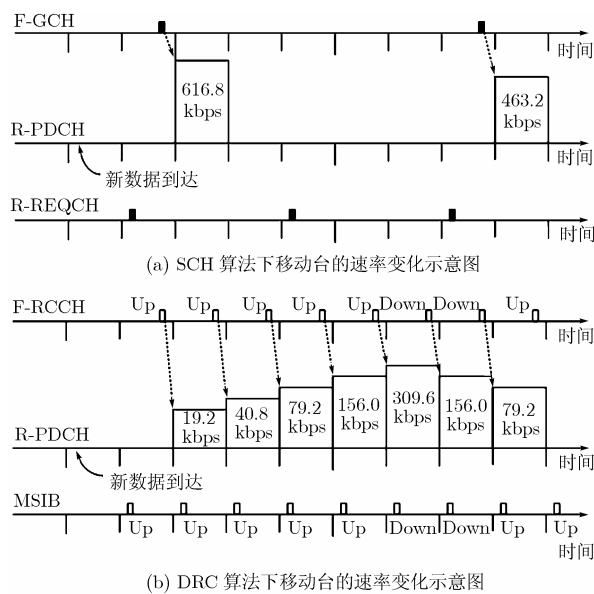 F-GCH
时间
616.8
kbps
463.2
kbps
R-PDCH
时间
新数据到达
R-REQCH
时间
(a) SCH 算法下移动台的速率变化示意图
Up Up Up Up Up Down Down Up
F-RCCH
时间
19.2
kbps
40.8
kbps
79.2
kbps
156.0
kbps
309.6
kbps
156.0
kbps
79.2
kbps
R-PDCH
时间
新数据到达
MSIB
Up Up Up Up Up Down Down Up Up
时间
(b) DRC 算法下移动台的速率变化示意图